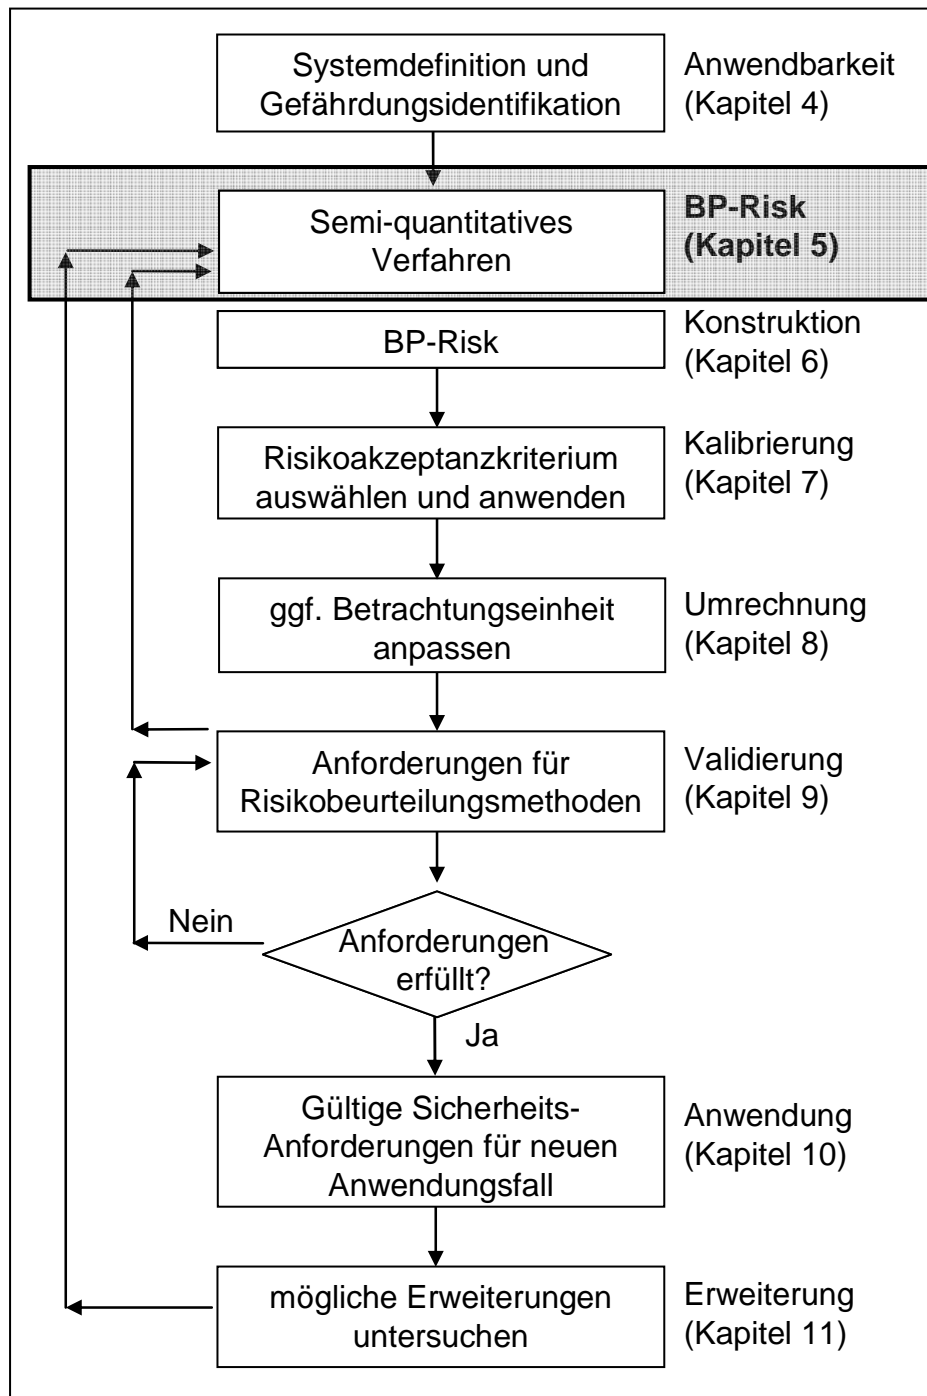 Systemdefinition und
Gefährdungsidentifikation
Anwendbarkeit
(Kapitel 4)
Semi-quantitatives
Verfahren
BP-Risk
(Kapitel 5)
BP-Risk
Konstruktion
(Kapitel 6)
Risikoakzeptanzkriterium
auswählen und anwenden
Kalibrierung
(Kapitel 7)
ggf. Betrachtungseinheit
anpassen
Umrechnung
(Kapitel 8)
Anforderungen für
Risikobeurteilungsmethoden
Validierung
(Kapitel 9)
Nein
Anforderungen
erfüllt?
Ja
Gültige Sicherheits-
Anforderungen für neuen
Anwendungsfall
Anwendung
(Kapitel 10)
mögliche Erweiterungen
untersuchen
Erweiterung
(Kapitel 11)